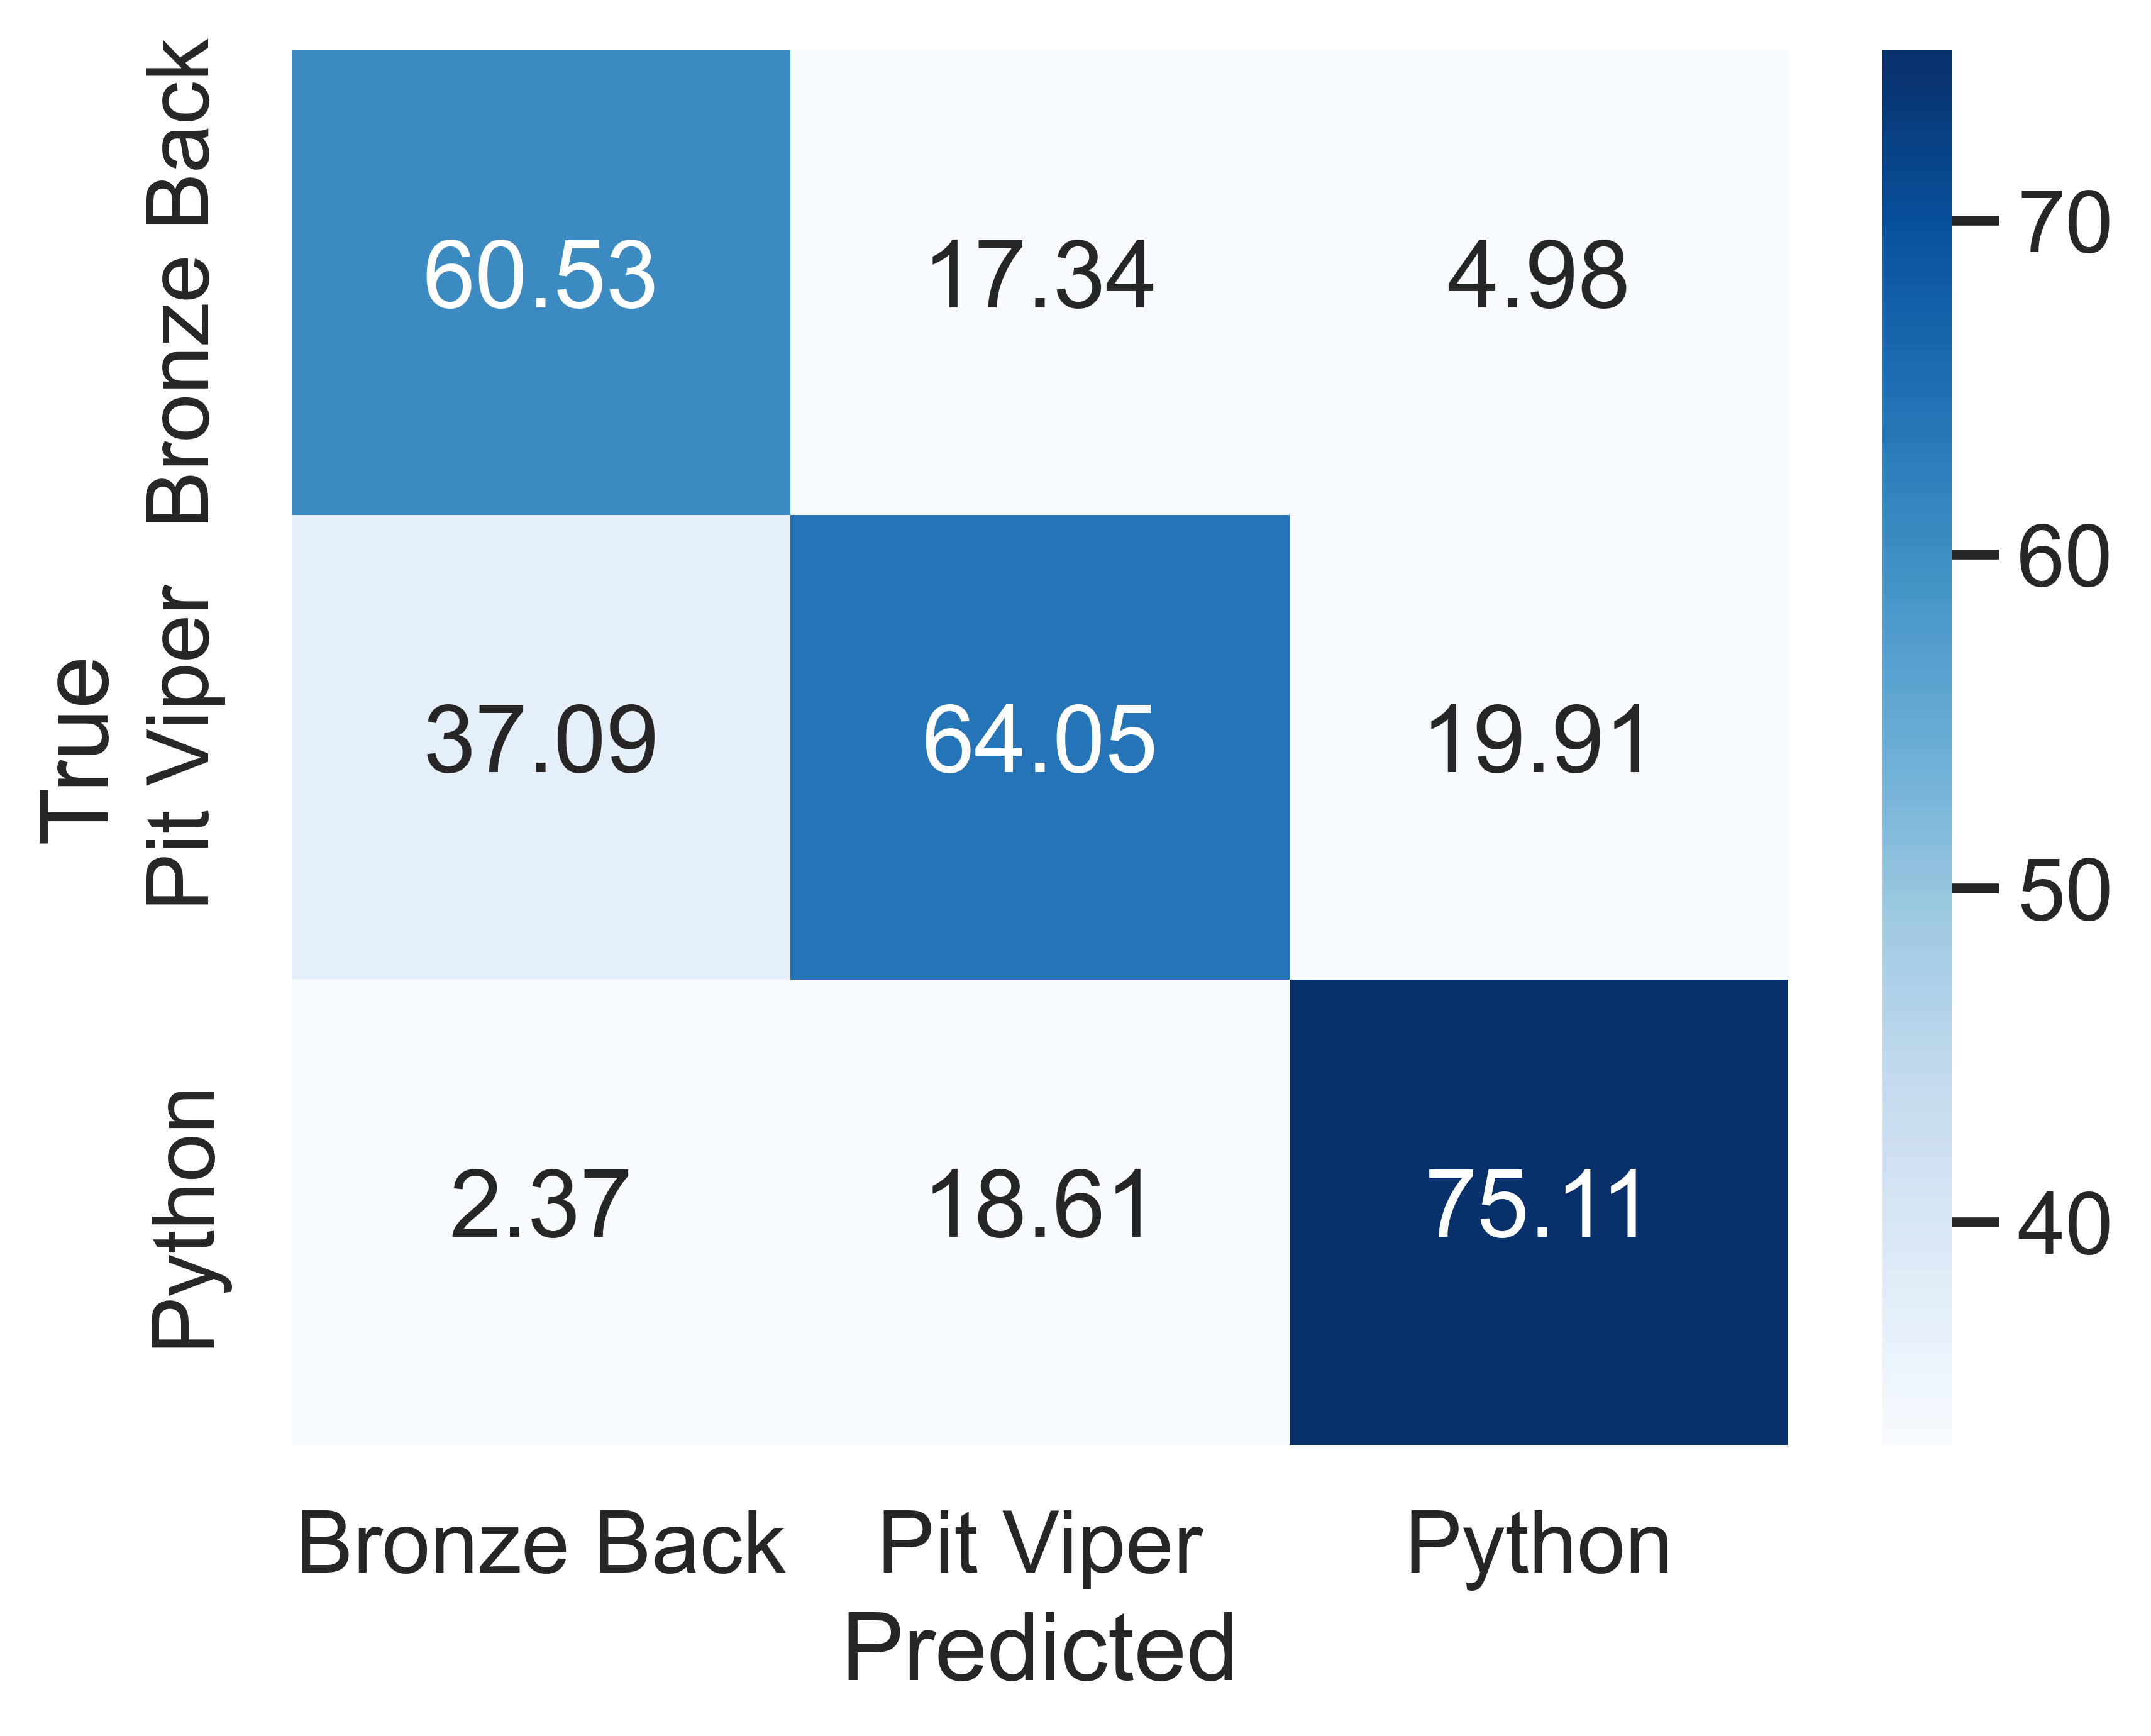 True
Bronze Back
60.53 17.34 4.98
Pit Viper
37.09 64.05 19.91
Python
2.37 18.61 75.11
Bronze Back Pit Viper Python
Predicted
70
60
50
40